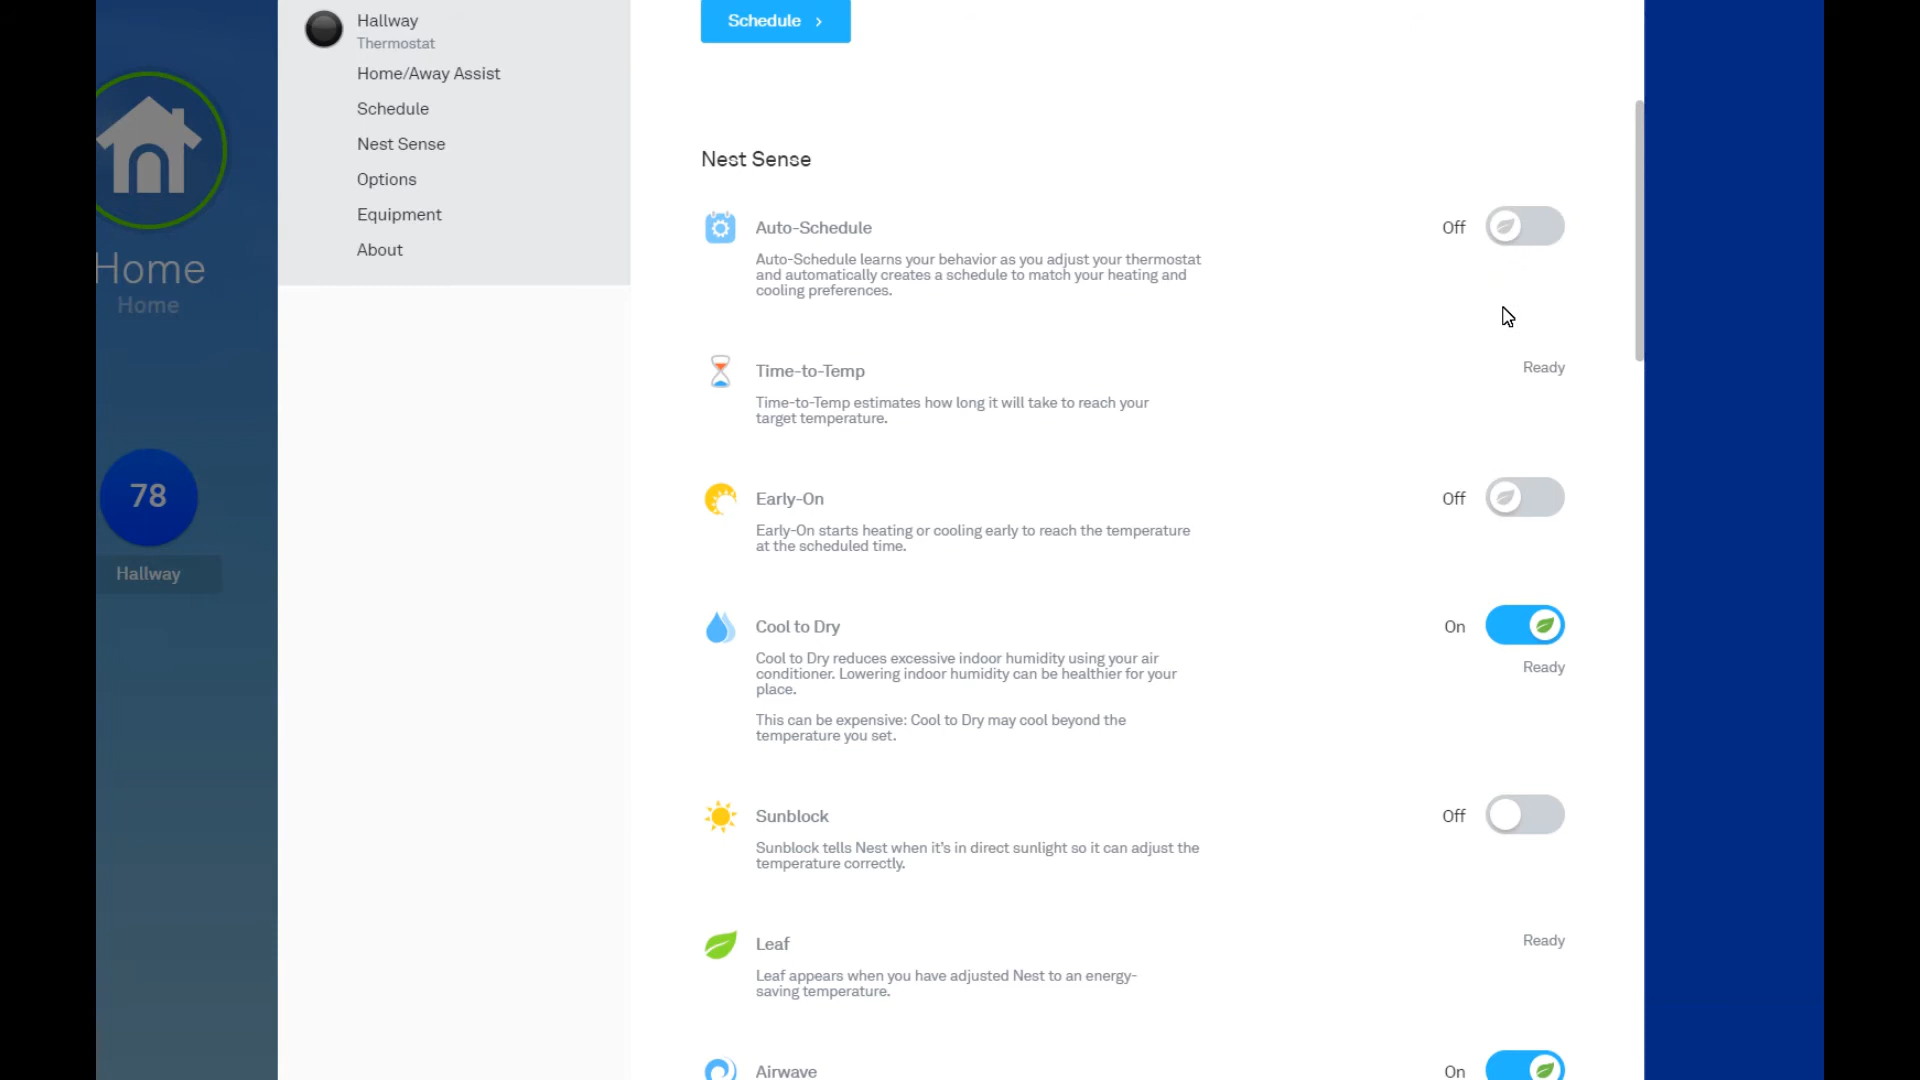 Home
Home
78
Hallway
Hallway
Thermostat
Home/Away Assist
Schedule
Nest Sense
Options
Equipment
About
Schedule
Nest Sense
Auto-Schedule
Off
Auto-Schedule learns your behavior as you adjust your thermostat
and automatically creates a schedule to match your heating and
cooling preferences.
Time-to-Temp
Ready
Time-to-Temp estimates how long it will take to reach your
target temperature.
Early-On
Off
Early-On starts heating or cooling early to reach the temperature
at the scheduled time.
Cool to Dry
On
Ready
Cool to Dry reduces excessive indoor humidity using your air
conditioner. Lowering indoor humidity can be healthier for your
place.
This can be expensive: Cool to Dry may cool beyond the
temperature you set.
Sunblock
Off
Sunblock tells Nest when it's in direct sunlight so it can adjust the
temperature correctly.
Leaf
Ready
Leaf appears when you have adjusted Nest to an energy-
saving temperature.
Airwave
On